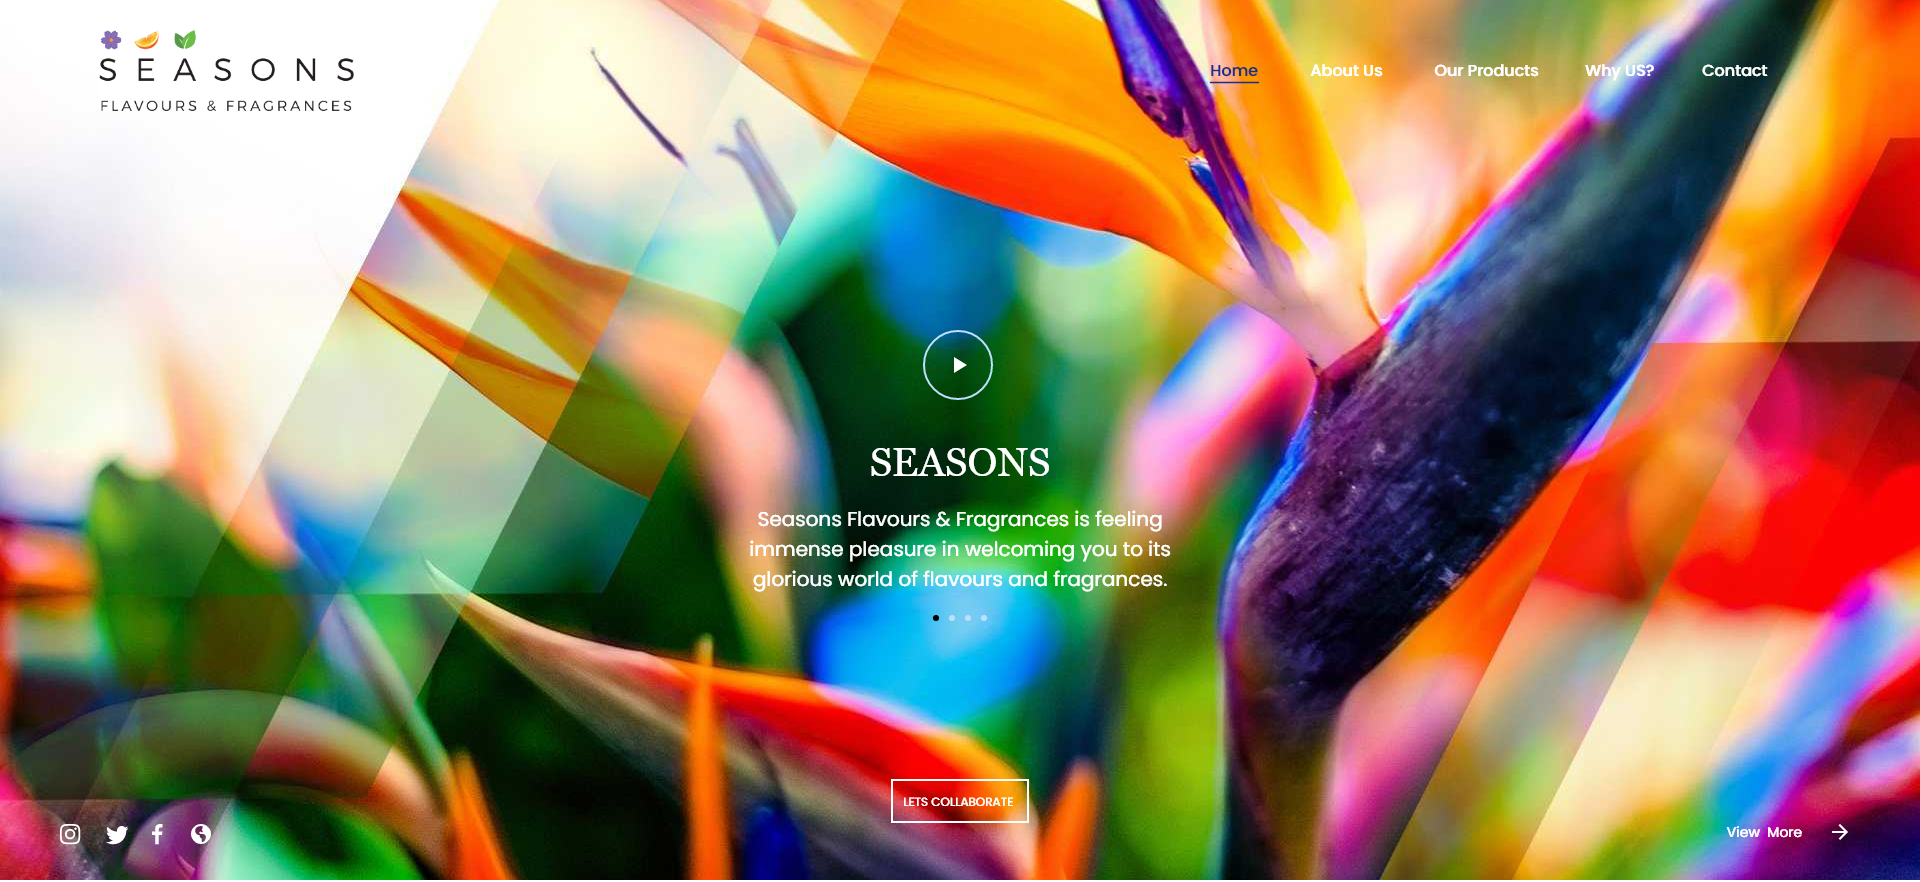 SEASONS
FLAVOURS & FRAGRANCES
Home
About Us
Our Products
Why US?
Contact
SEASONS
Seasons Flavours & Fragrances is feeling
immense pleasure in welcoming you to its
glorious world of flavours and fragrances.
LETS COLLABORATE
View More